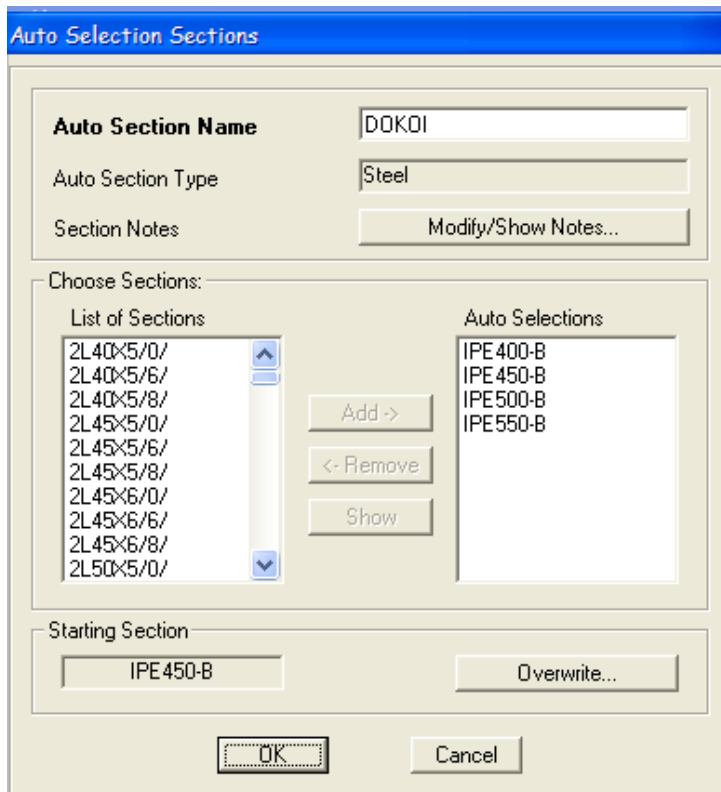 Auto Selection Sections
Auto Section Name
DOKOI
Auto Section Type
Steel
Section Notes
Modify/Show Notes...
Choose Sections:
List of Sections
2L40X5/0/
2L40X5/6/
2L40X5/8/
2L45X5/0/
2L45X5/6/
2L45X5/8/
2L45X6/0/
2L45X6/6/
2L45X6/8/
2L50X5/0/
Add ->
<- Remove
Show
Auto Selections
IPE400-B
IPE450-B
IPE500-B
IPE550-B
Starting Section
IPE450-B
Overwrite...
OK
Cancel